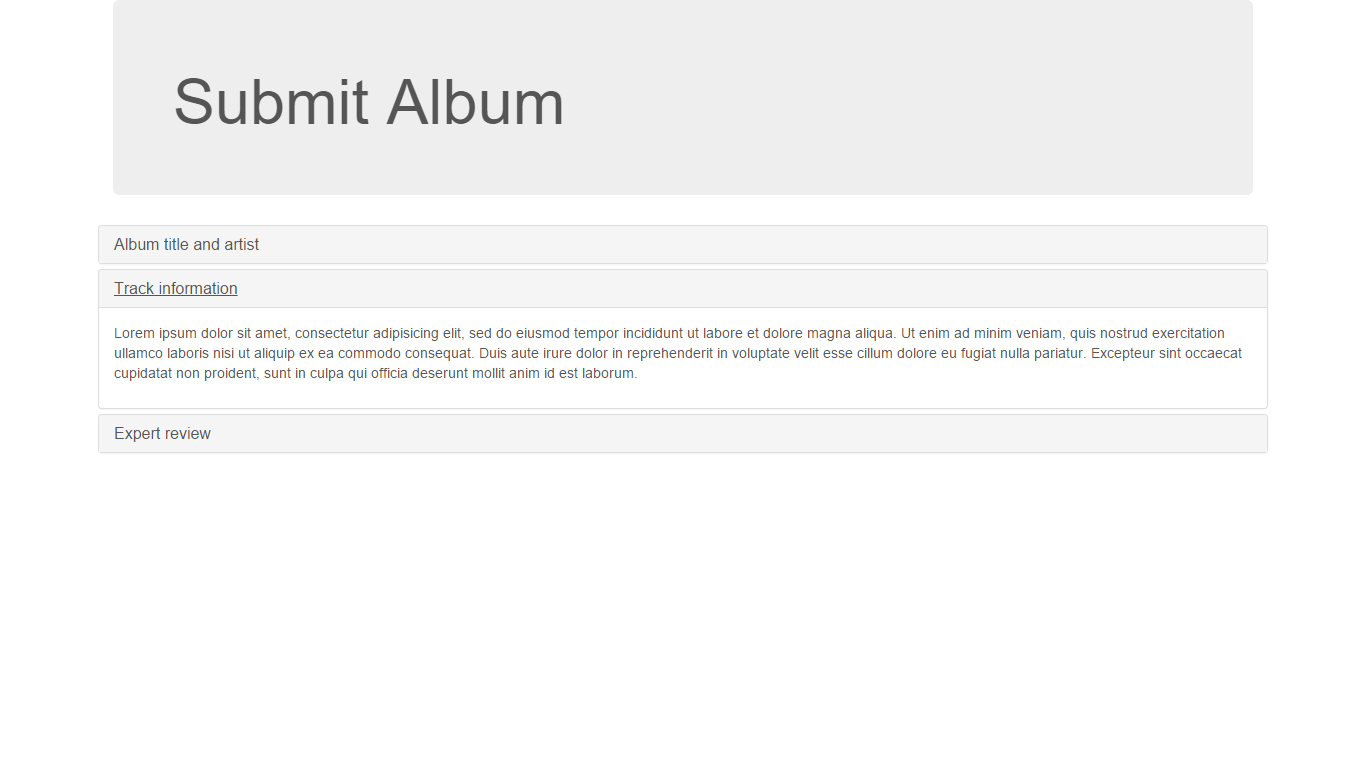 Submit Album
Album title and artist
Track information
Lorem ipsum dolor sit amet, consectetur adipisicing elit, sed do eiusmod tempor incididunt ut labore et dolore magna aliqua. Ut enim ad minim veniam, quis nostrud exercitation
ullamco laboris nisi ut aliquip ex ea commodo consequat. Duis aute irure dolor in reprehenderit in voluptate velit esse cillum dolore eu fugiat nulla pariatur. Excepteur sint occaecat
cupidatat non proident, sunt in culpa qui officia deserunt mollit anim id est laborum.
Expert review